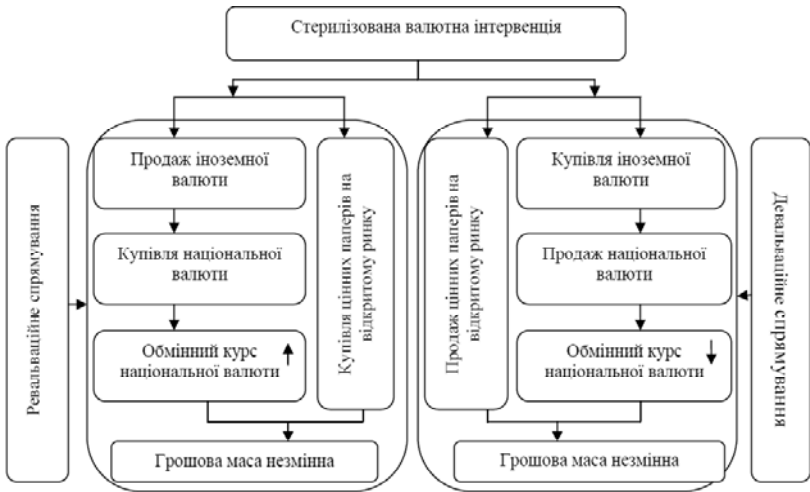 Стерилізована валютна інтервенція
Ревальваційне спрямування
Продаж іноземної
валюти
Купівля національної
валюти
Обмінний курс
національної валюти
Купівля цінних паперів на
відкритого ринку
Грошова маса незмінна
Продаж цінних паперів на
відкритого ринку
Купівля іноземної
валюти
Продаж національної
валюти
Обмінний курс
національної валюти
Грошова маса незмінна
Девальваційне спрямування